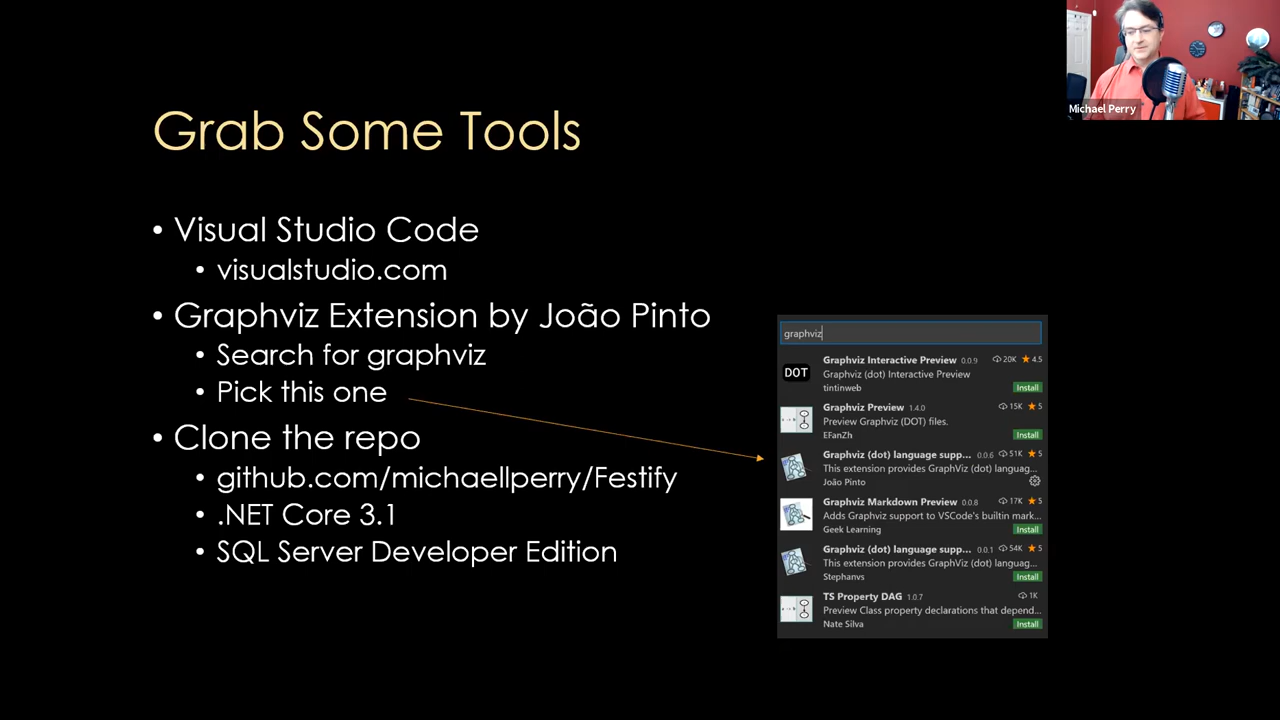 Michael Perry
Grab Some Tools
• Visual Studio Code
• visualstudio.com
• Graphviz Extension by João Pinto
• Search for graphviz
• Pick this one
• Clone the repo
• github.com/michaellperry/Festify
• .NET Core 3.1
• SQL Server Developer Edition
graphviz
DOT
Graphviz Interactive Preview 0.0.9 20K ★ 4.5
Graphviz (dot) Interactive Preview
tintinweb Install
Graphviz Preview 1.4.0 15K ★ 5
Preview Graphviz (DOT) files.
EFanZh Install
Graphviz (dot) language supp... 0.0.6 51K ★ 5
This extension provides GraphViz (dot) languag...
João Pinto
Graphviz Markdown Preview 0.0.8 17K ★ 5
Adds Graphviz support to VSCode's builtin mark...
Geek Learning Install
Graphviz (dot) language supp... 0.0.1 54K ★ 5
This extension provides GraphViz (dot) languag...
Stephanvs Install
TS Property DAG 1.0.7 1K
Preview Class property declarations that depend...
Nate Silva Install